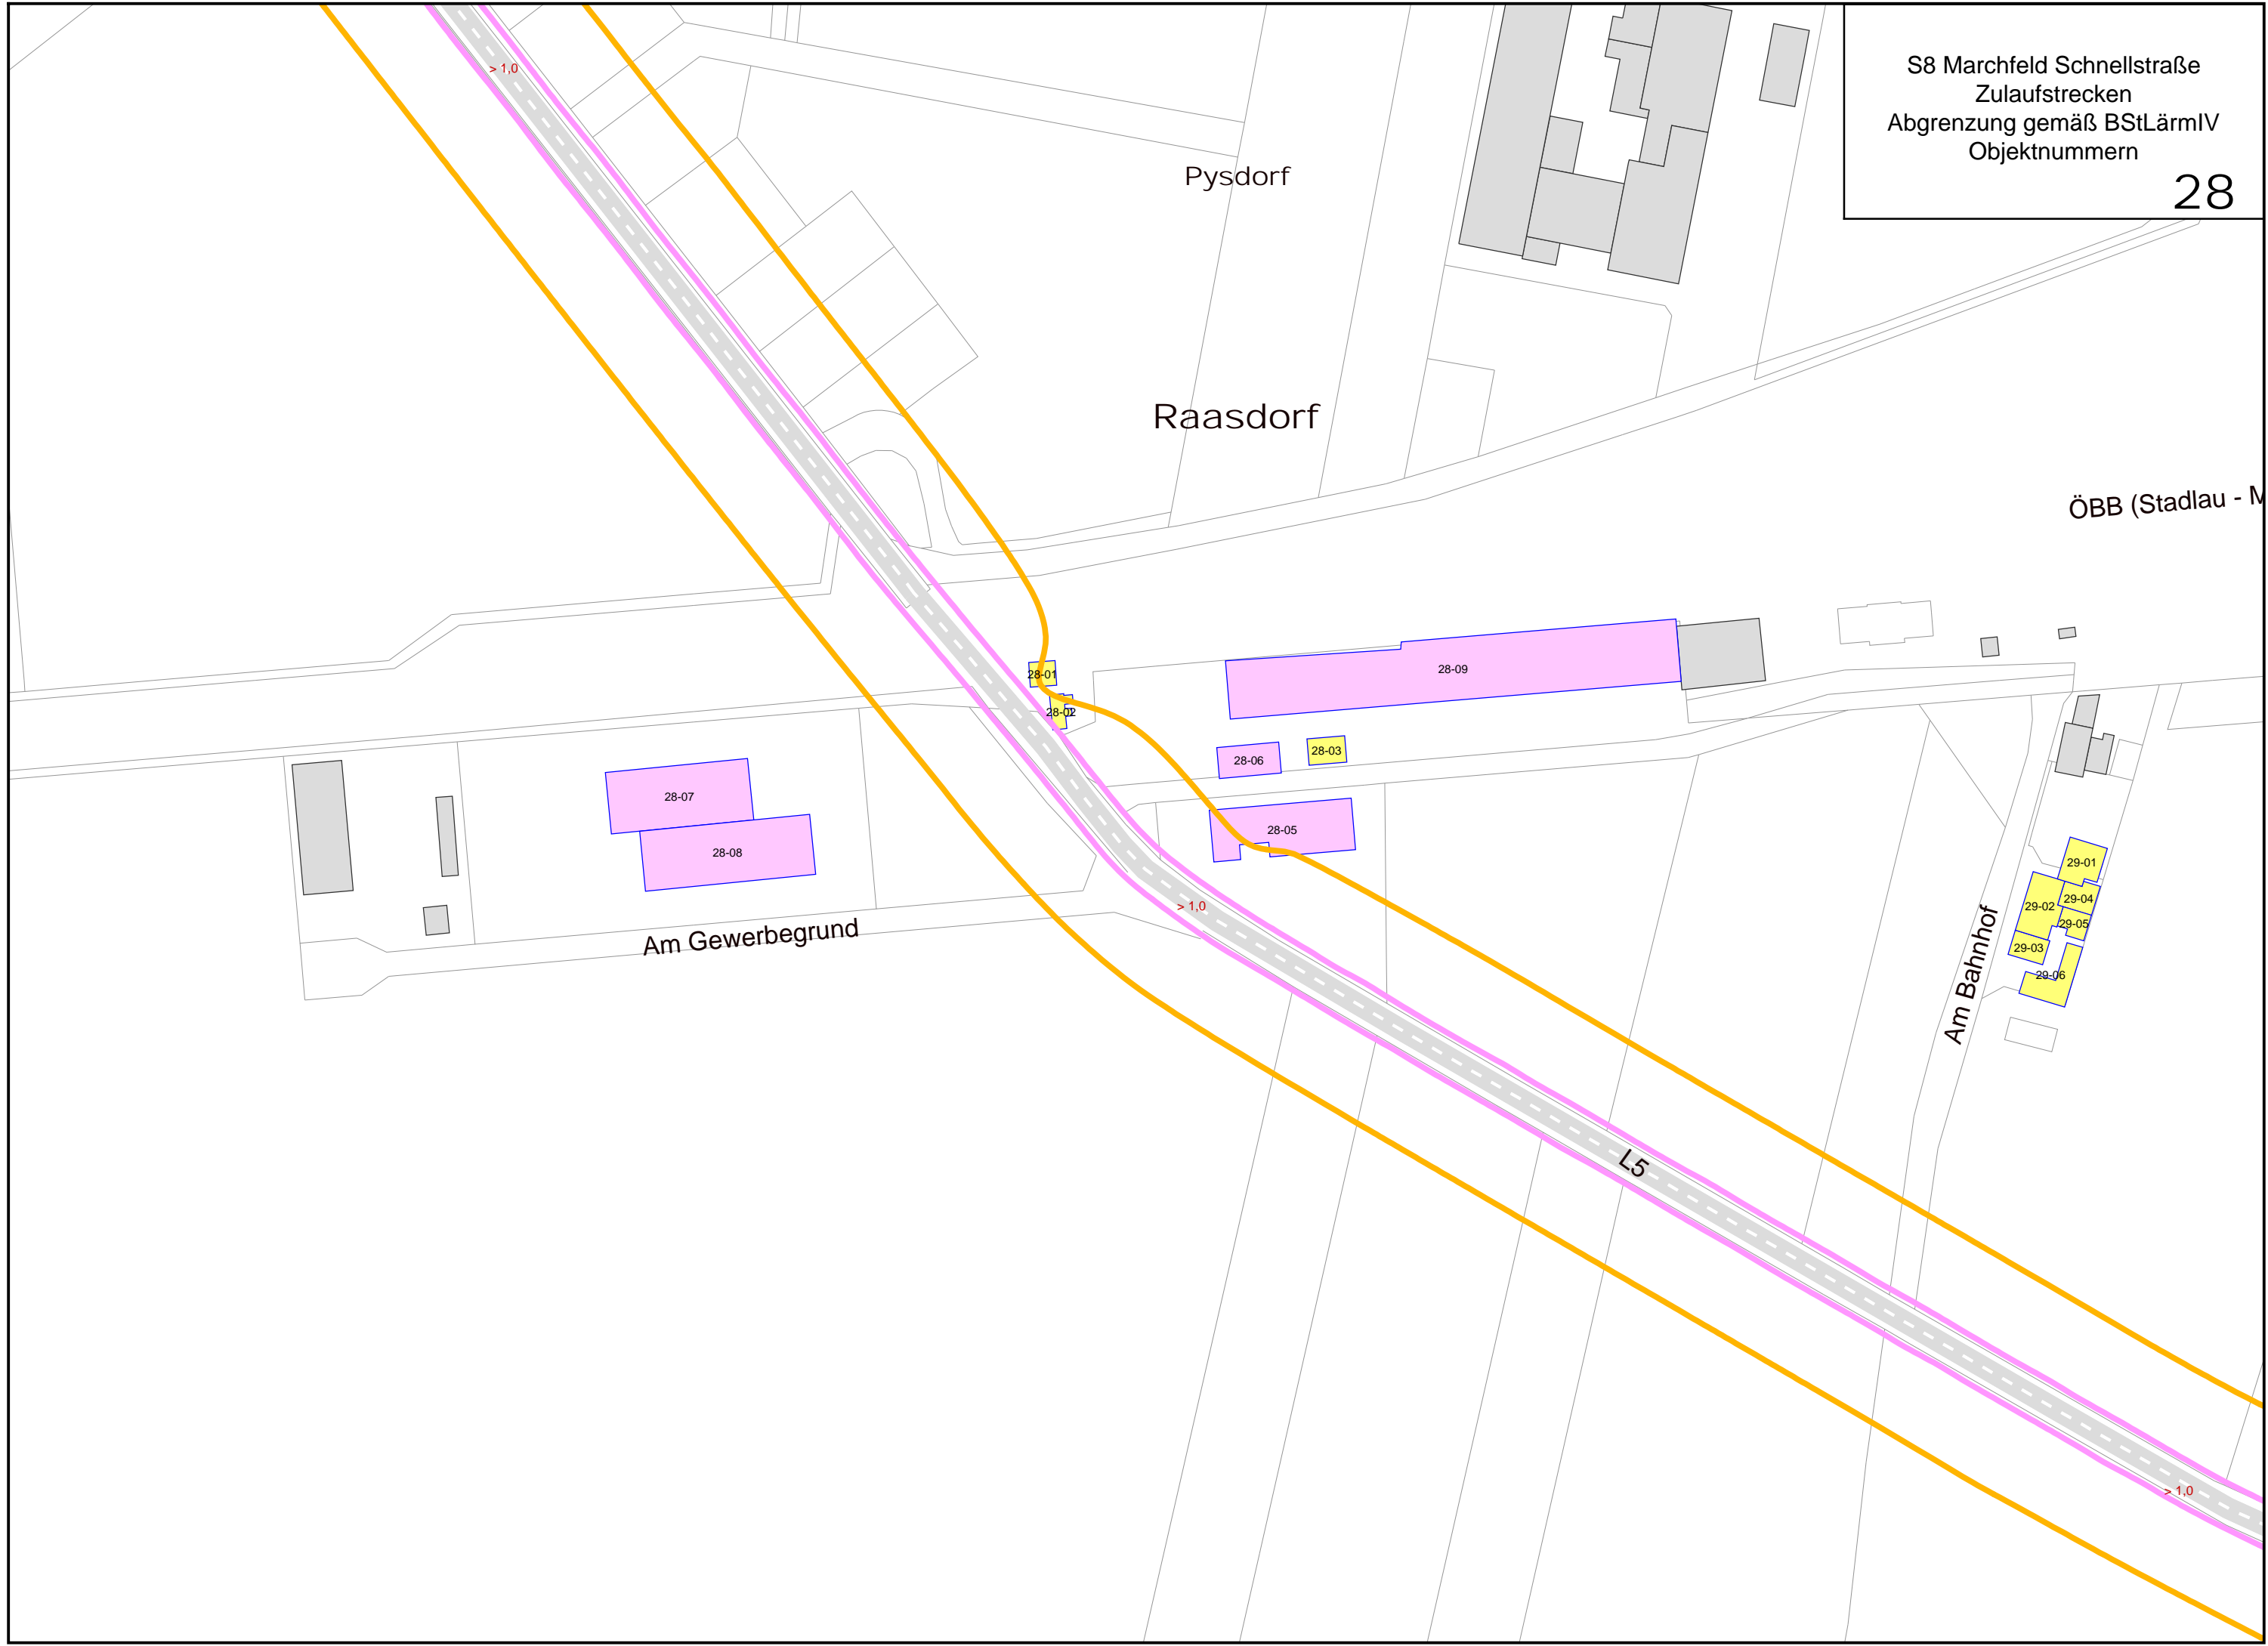 S8 Marchfeld Schnellstraße
Zulaufstrecken
Abgrenzung gemäß BStLärmIV
Objektnummern
28
> 1,0
Pysdorf
Raasdorf
ÖBB (Stadlau - M
28-01
28-02
28-09
28-06
28-03
28-07
28-05
28-08
29-01
29-04
29-02
29-05
29-03
29-06
> 1,0
Am Gewerbegrund
Am Bahnhof
L5
> 1,0